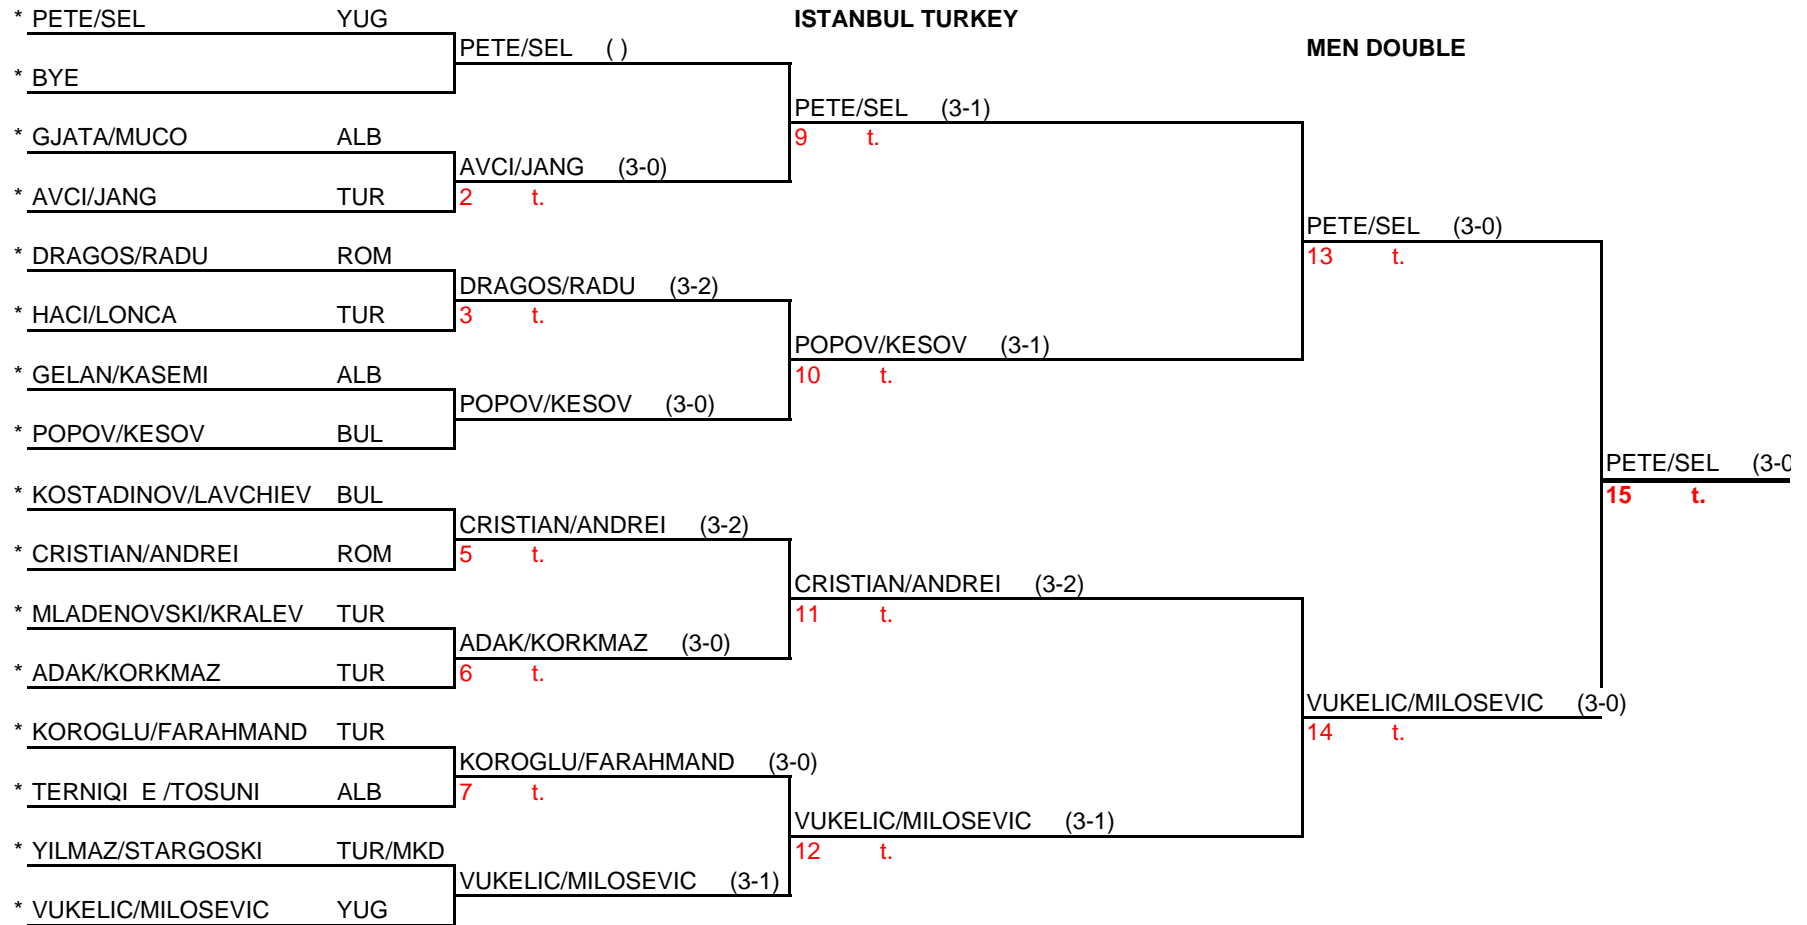 * PETE/SEL YUG ISTANBUL TURKEY
PETE/SEL ( ) MEN DOUBLE
* BYE
PETE/SEL (3-1)
* GJATA/MUCO ALB 9 t.
AVCI/JANG (3-0)
* AVCI/JANG TUR 2 t.
PETE/SEL (3-0)
* DRAGOS/RADU ROM 13 t.
DRAGOS/RADU (3-2)
* HACI/LONCA TUR 3 t.
POPOV/KESOV (3-1)
* GELAN/KASEMI ALB 10 t.
POPOV/KESOV (3-0)
* POPOV/KESOV BUL
PETE/SEL (3-0
* KOSTADINOV/LAVCHIEV BUL 15 t.
CRISTIAN/ANDREI (3-2)
* CRISTIAN/ANDREI ROM 5 t.
CRISTIAN/ANDREI (3-2)
* MLADENOVSKI/KRALEV TUR 11 t.
ADAK/KORKMAZ (3-0)
* ADAK/KORKMAZ TUR 6 t.
VUKELIC/MILOSEVIC (3-0)
* KOROGLU/FARAHMAND TUR 14 t.
KOROGLU/FARAHMAND (3-0)
* TERNIQI E /TOSUNI ALB 7 t.
VUKELIC/MILOSEVIC (3-1)
* YILMAZ/STARGOSKI TUR/MKD 12 t.
VUKELIC/MILOSEVIC (3-1)
* VUKELIC/MILOSEVIC YUG